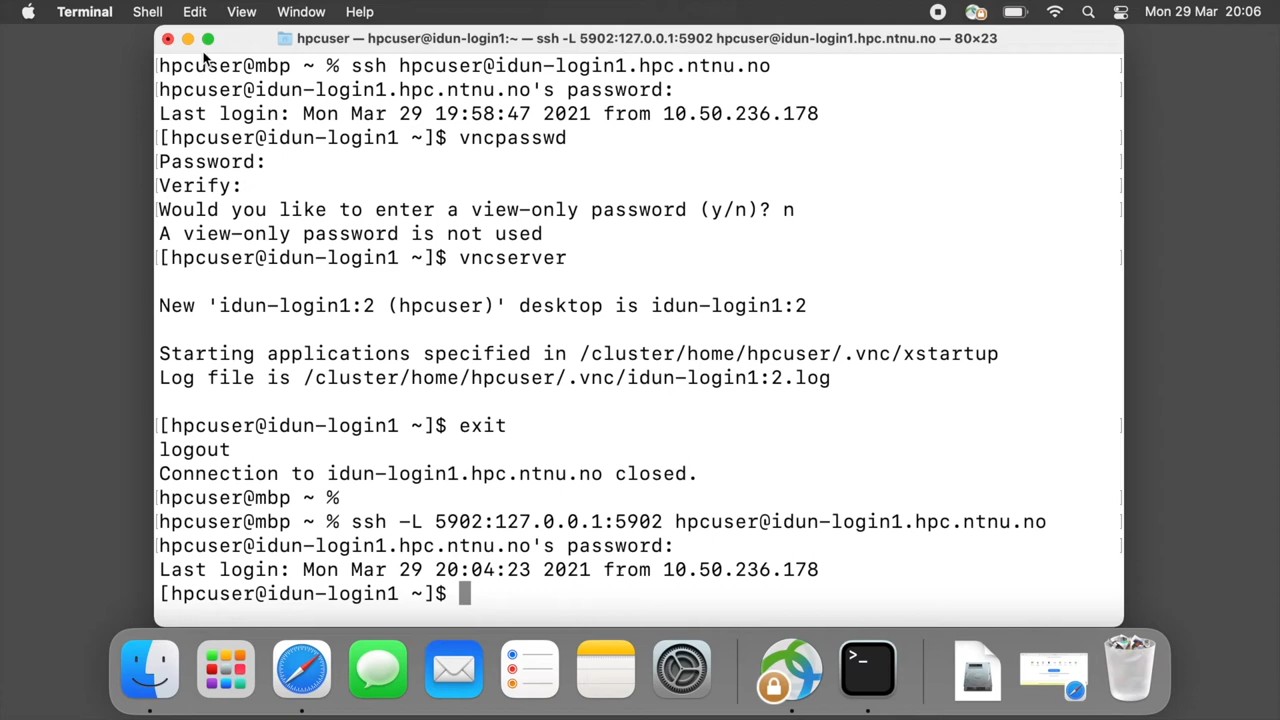 Terminal Shell Edit View Window Help Mon 29 Mar 20:06
hpcuser — hpcuser@idun-login1:~ — ssh -L 5902:127.0.0.1:5902 hpcuser@idun-login1.hpc.ntnu.no — 80×23
[hpcuser@mbp ~ % ssh hpcuser@idun-login1.hpc.ntnu.no ]
[hpcuser@idun-login1.hpc.ntnu.no's password: ]
Last login: Mon Mar 29 19:58:47 2021 from 10.50.236.178
[[hpcuser@idun-login1 ~]$ vncpasswd ]
[Password: ]
[Verify: ]
[Would you like to enter a view-only password (y/n)? n ]
A view-only password is not used
[[hpcuser@idun-login1 ~]$ vncserver ]
New 'idun-login1:2 (hpcuser)' desktop is idun-login1:2
Starting applications specified in /cluster/home/hpcuser/.vnc/xstartup
Log file is /cluster/home/hpcuser/.vnc/idun-login1:2.log
[[hpcuser@idun-login1 ~]$ exit ]
logout
Connection to idun-login1.hpc.ntnu.no closed.
[hpcuser@mbp ~ % ]
[hpcuser@mbp ~ % ssh -L 5902:127.0.0.1:5902 hpcuser@idun-login1.hpc.ntnu.no ]
[hpcuser@idun-login1.hpc.ntnu.no's password: ]
Last login: Mon Mar 29 20:04:23 2021 from 10.50.236.178
[hpcuser@idun-login1 ~]$
>_